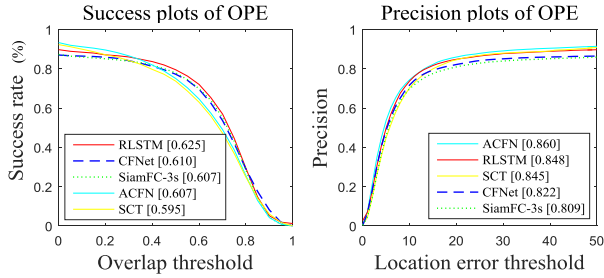 Success plots of OPE
Success rate (%)
1
0.8
0.6
0.4
0.2
0
RLSTM [0.625]
CFNet [0.610]
SiamFC-3s [0.607]
ACFN [0.607]
SCT [0.595]
0 0.2 0.4 0.6 0.8 1
Overlap threshold
Precision plots of OPE
Precision
1
0.8
0.6
0.4
0.2
0
ACFN [0.860]
RLSTM [0.848]
SCT [0.845]
CFNet [0.822]
SiamFC-3s [0.809]
0 10 20 30 40 50
Location error threshold